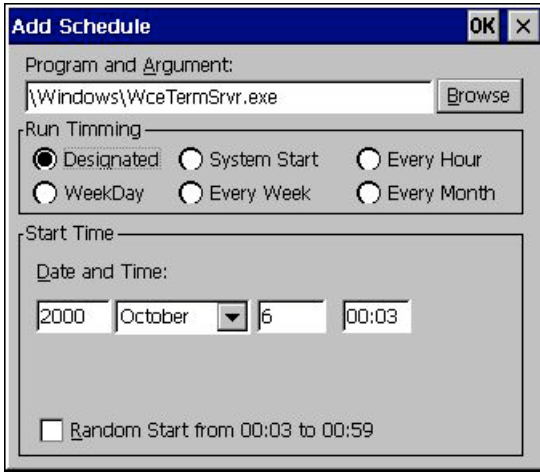 Add Schedule OK ×
Program and Argument:
\Windows\WceTermSrvr.exe Browse
Run Timming
Designated System Start Every Hour
WeekDay Every Week Every Month
Start Time
Date and Time:
2000 October 6 00:03
Random Start from 00:03 to 00:59